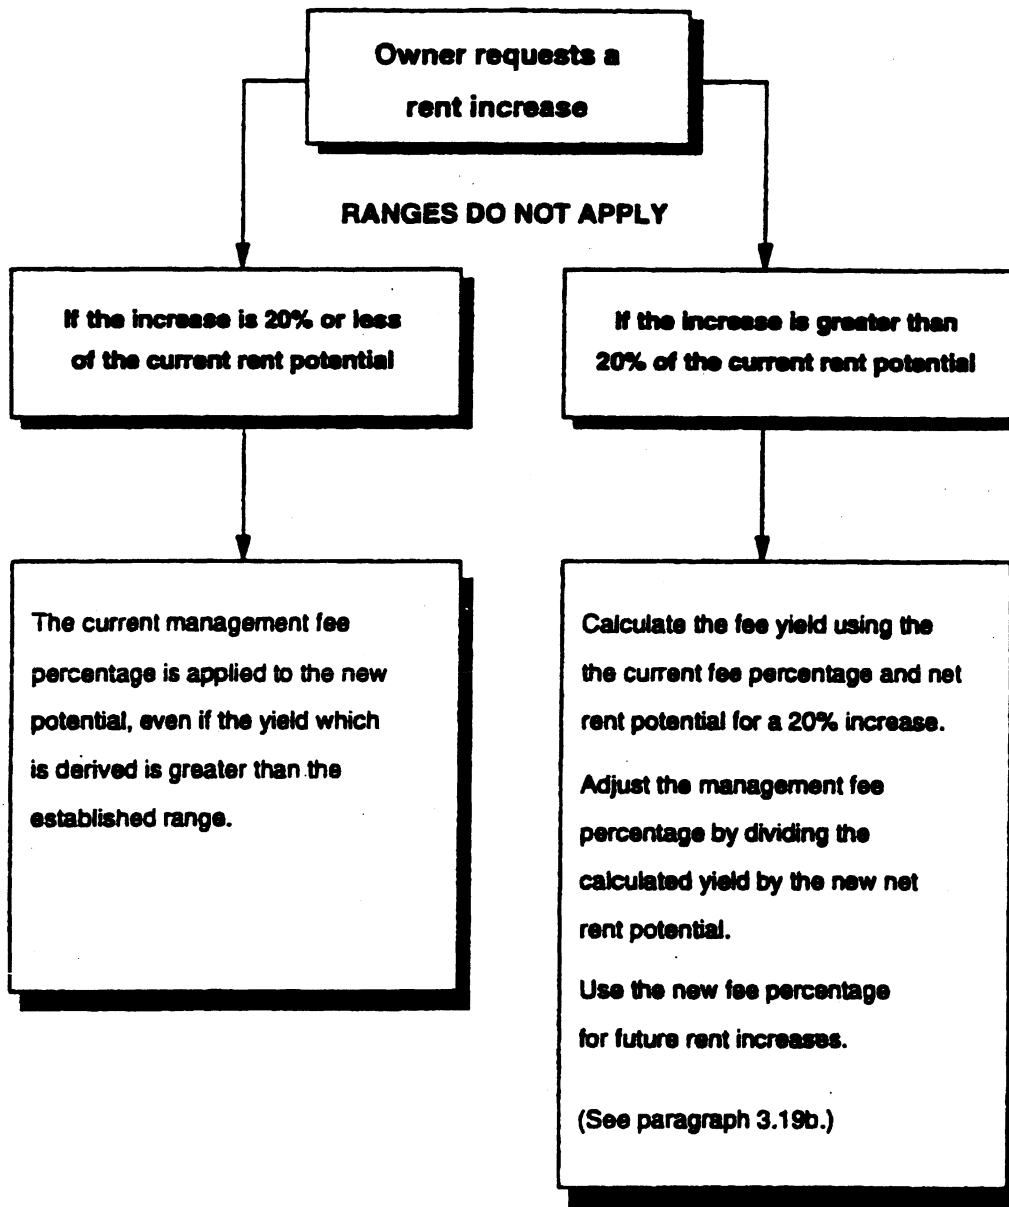 Owner requests a
rent increase
RANGES DO NOT APPLY
If the increase is 20% or less
of the current rent potential
If the increase is greater than
20% of the current rent potential
The current management fee
percentage is applied to the new
potential, even if the yield which
is derived is greater than the
established range.
Calculate the fee yield using the
the current fee percentage and net
rent potential for a 20% increase.
Adjust the management fee
percentage by dividing the
calculated yield by the new net
rent potential.
Use the new fee percentage
for future rent increases.
(See paragraph 3.19b.)